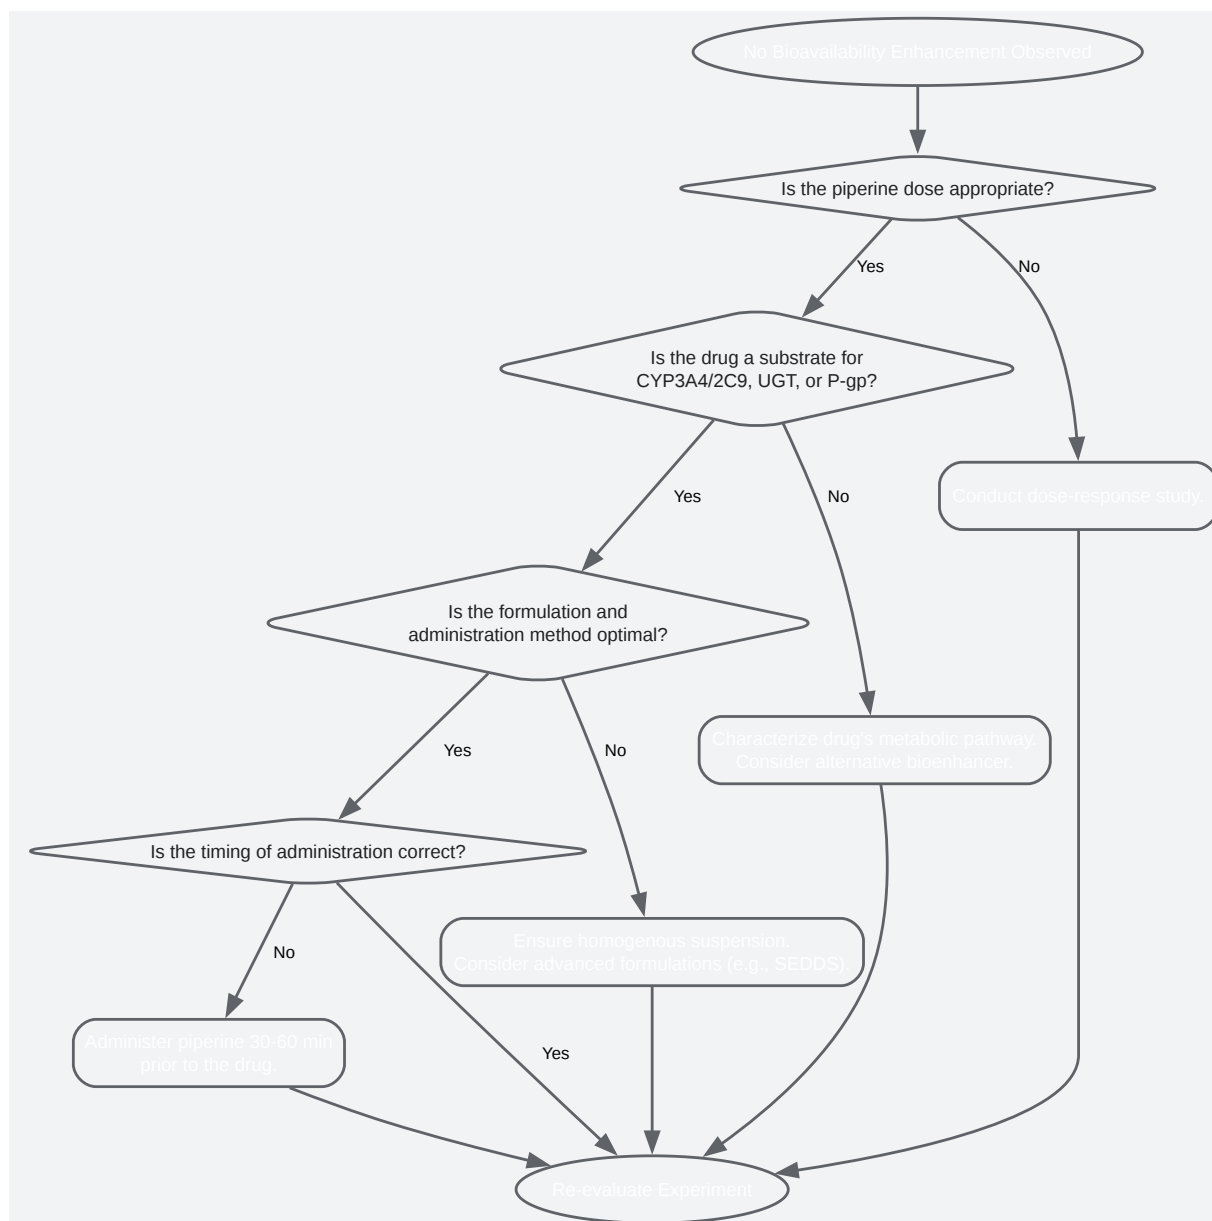 No Bioavailability Enhancement Observed
Is the piperine dose appropriate?
Yes
No
Is the drug a substrate for
CYP3A4/2C9, UGT, or P-gp?
Yes
No
Conduct dose-response study.
Is the formulation and
administration method optimal?
Yes
No
Characterize drug's metabolic pathway.
Consider alternative bioenhancer.
Is the timing of administration correct?
No
Yes
Ensure homogenous suspension.
Consider advanced formulations (e.g., SEDDS).
Administer piperine 30-60 min
prior to the drug.
Re-evaluate Experiment